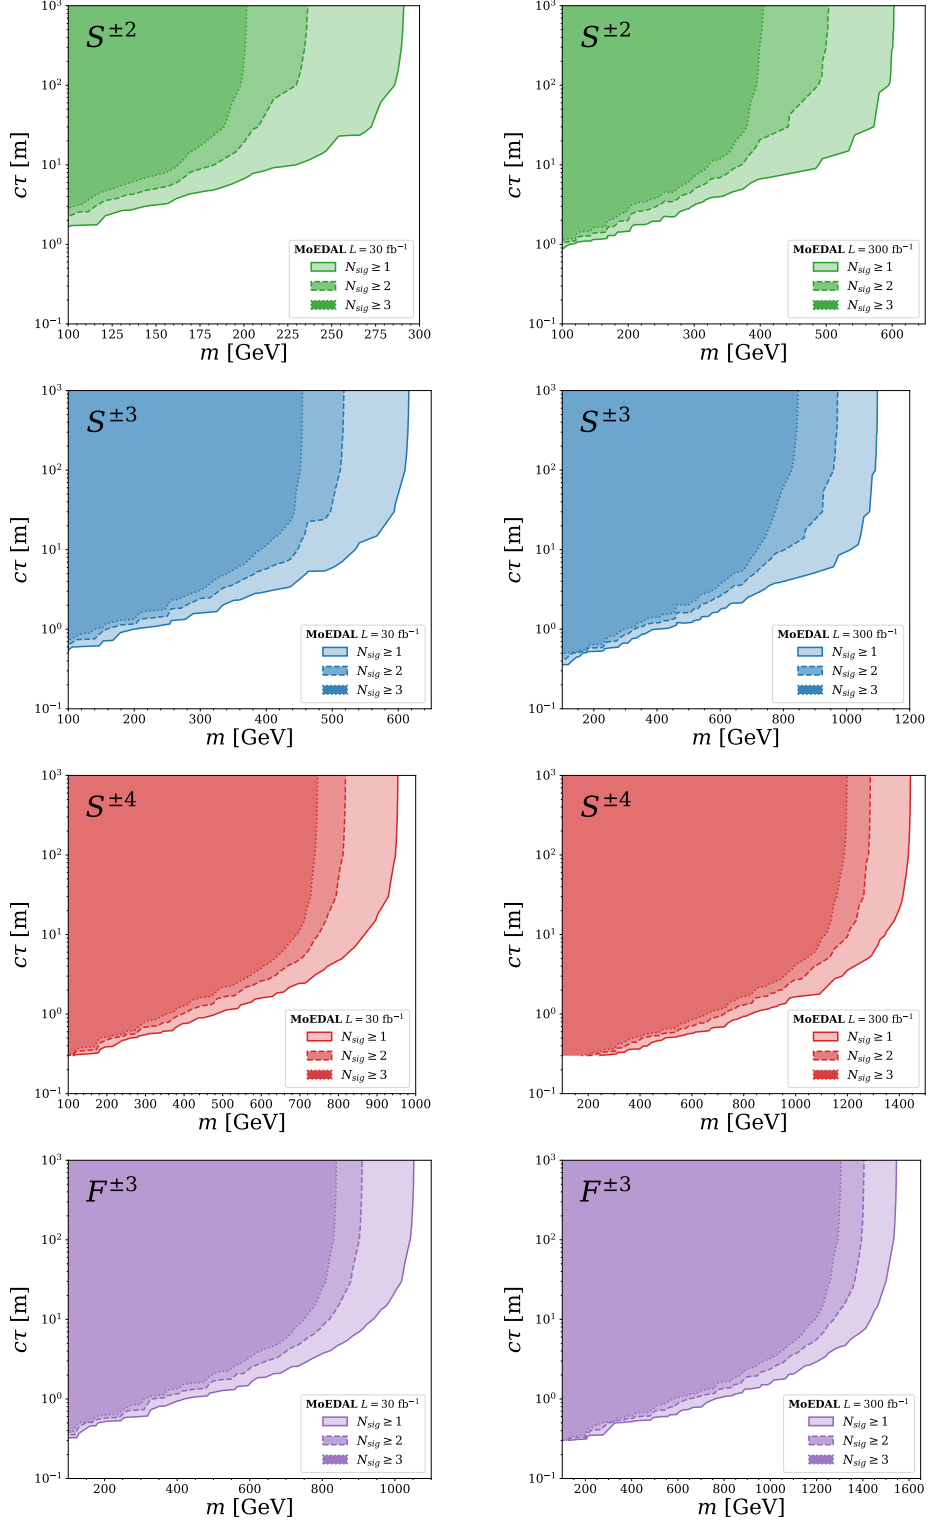 S±2
cτ [m]
10³
10²
10¹
10⁰
10⁻¹
MoEDAL L = 30 fb⁻¹
N_sig ≥ 1
N_sig ≥ 2
N_sig ≥ 3
100 125 150 175 200 225 250 275 300
m [GeV]
S±2
cτ [m]
10³
10²
10¹
10⁰
10⁻¹
MoEDAL L = 300 fb⁻¹
N_sig ≥ 1
N_sig ≥ 2
N_sig ≥ 3
100 200 300 400 500 600
m [GeV]
S±3
cτ [m]
10³
10²
10¹
10⁰
10⁻¹
MoEDAL L = 30 fb⁻¹
N_sig ≥ 1
N_sig ≥ 2
N_sig ≥ 3
100 200 300 400 500 600
m [GeV]
S±3
cτ [m]
10³
10²
10¹
10⁰
10⁻¹
MoEDAL L = 300 fb⁻¹
N_sig ≥ 1
N_sig ≥ 2
N_sig ≥ 3
200 400 600 800 1000 1200
m [GeV]
S±4
cτ [m]
10³
10²
10¹
10⁰
10⁻¹
MoEDAL L = 30 fb⁻¹
N_sig ≥ 1
N_sig ≥ 2
N_sig ≥ 3
100 200 300 400 500 600 700 800 900 1000
m [GeV]
S±4
cτ [m]
10³
10²
10¹
10⁰
10⁻¹
MoEDAL L = 300 fb⁻¹
N_sig ≥ 1
N_sig ≥ 2
N_sig ≥ 3
200 400 600 800 1000 1200 1400
m [GeV]
F±3
cτ [m]
10³
10²
10¹
10⁰
10⁻¹
MoEDAL L = 30 fb⁻¹
N_sig ≥ 1
N_sig ≥ 2
N_sig ≥ 3
200 400 600 800 1000
m [GeV]
F±3
cτ [m]
10³
10²
10¹
10⁰
10⁻¹
MoEDAL L = 300 fb⁻¹
N_sig ≥ 1
N_sig ≥ 2
N_sig ≥ 3
200 400 600 800 1000 1200 1400 1600
m [GeV]